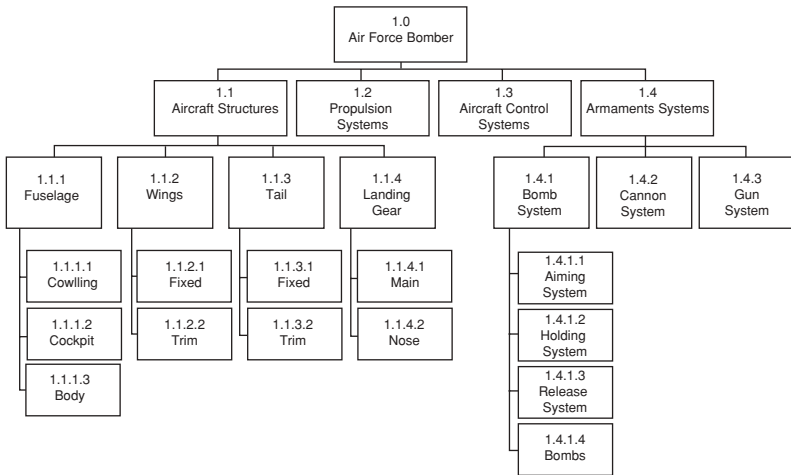 1.0
Air Force Bomber
1.1
Aircraft Structures
1.2
Propulsion
Systems
1.3
Aircraft Control
Systems
1.4
Armaments Systems
1.1.1
Fuselage
1.1.2
Wings
1.1.3
Tail
1.1.4
Landing
Gear
1.4.1
Bomb
System
1.4.2
Cannon
System
1.4.3
Gun
System
1.1.1.1
Cowlling
1.1.2.1
Fixed
1.1.3.1
Fixed
1.1.4.1
Main
1.4.1.1
Aiming
System
1.1.1.2
Cockpit
1.1.2.2
Trim
1.1.3.2
Trim
1.1.4.2
Nose
1.4.1.2
Holding
System
1.1.1.3
Body
1.4.1.3
Release
System
1.4.1.4
Bombs